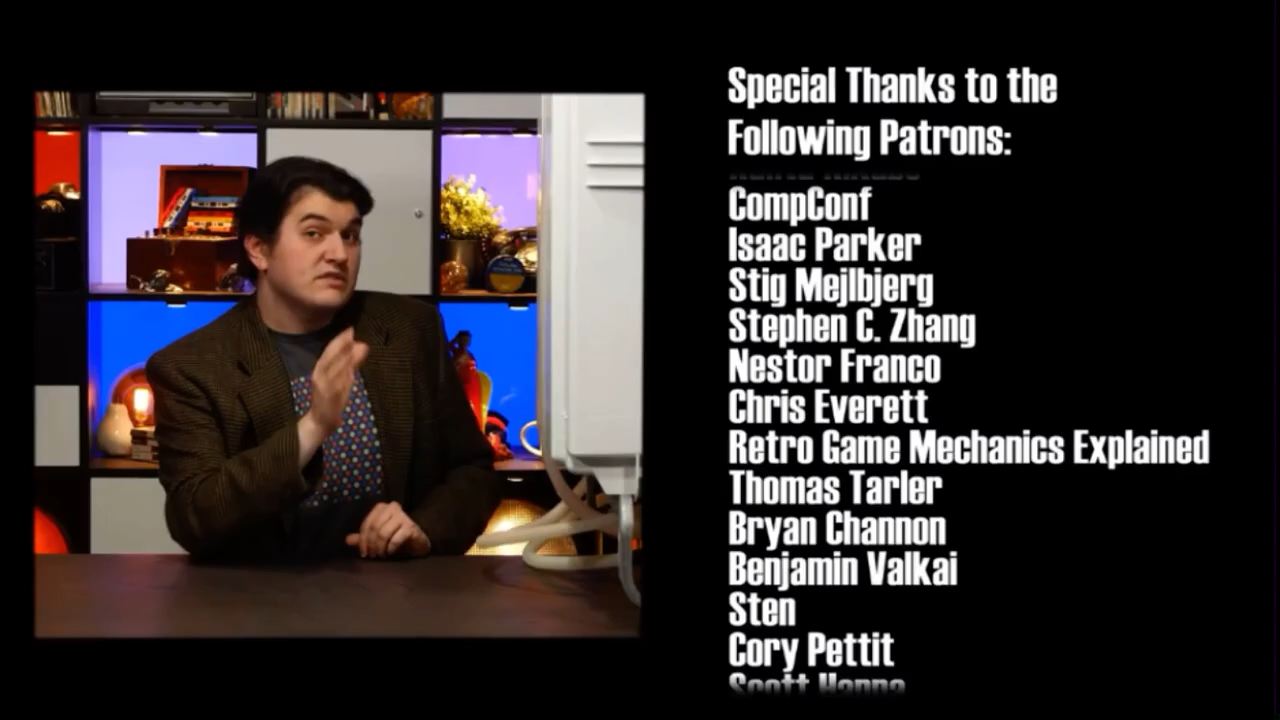 Special Thanks to the
Following Patrons:
CompConf
Isaac Parker
Stig Mejlbjerg
Stephen C. Zhang
Nestor Franco
Chris Everett
Retro Game Mechanics Explained
Thomas Tarler
Bryan Channon
Benjamin Valkai
Sten
Cory Pettit